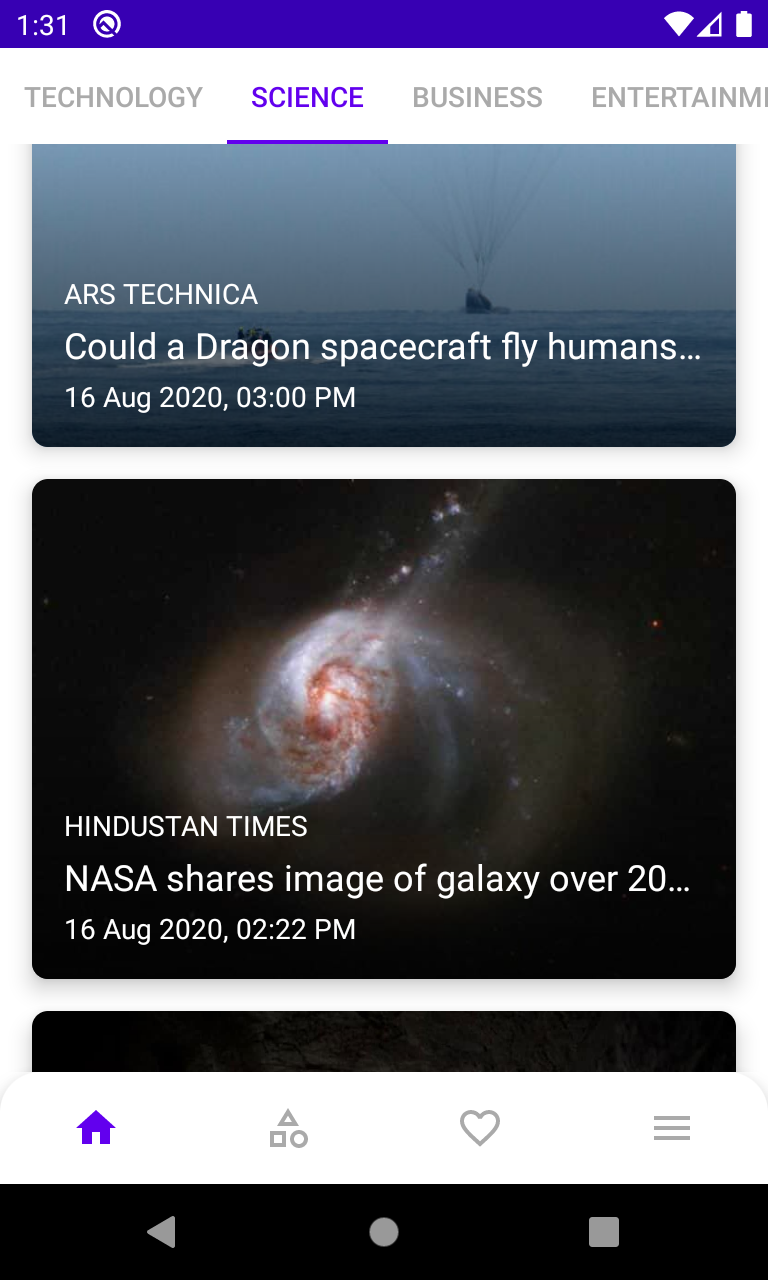 1:31
TECHNOLOGY SCIENCE BUSINESS ENTERTAINM
ARS TECHNICA
Could a Dragon spacecraft fly humans…
16 Aug 2020, 03:00 PM
HINDUSTAN TIMES
NASA shares image of galaxy over 20…
16 Aug 2020, 02:22 PM